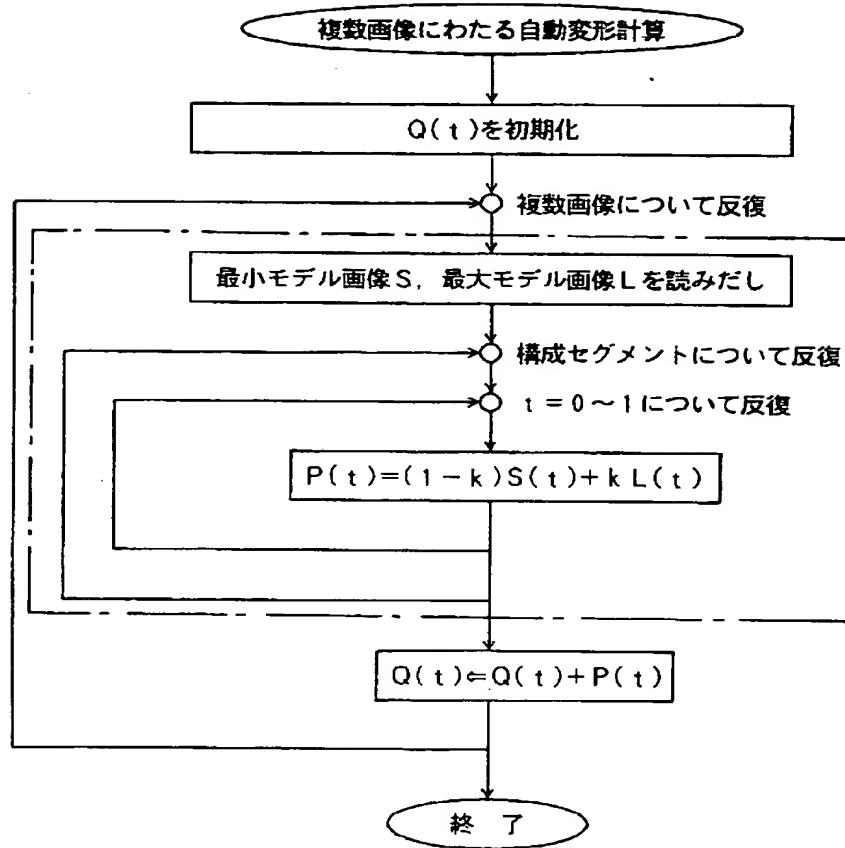 複数画像にわたる自動変形計算
Q(t)を初期化
複数画像について反復
最小モデル画像S, 最大モデル画像Lを読みだし
構成セグメントについて反復
t=0〜1について反復
P(t)=(1-k)S(t)+kL(t)
Q(t)⇐Q(t)+P(t)
終 了